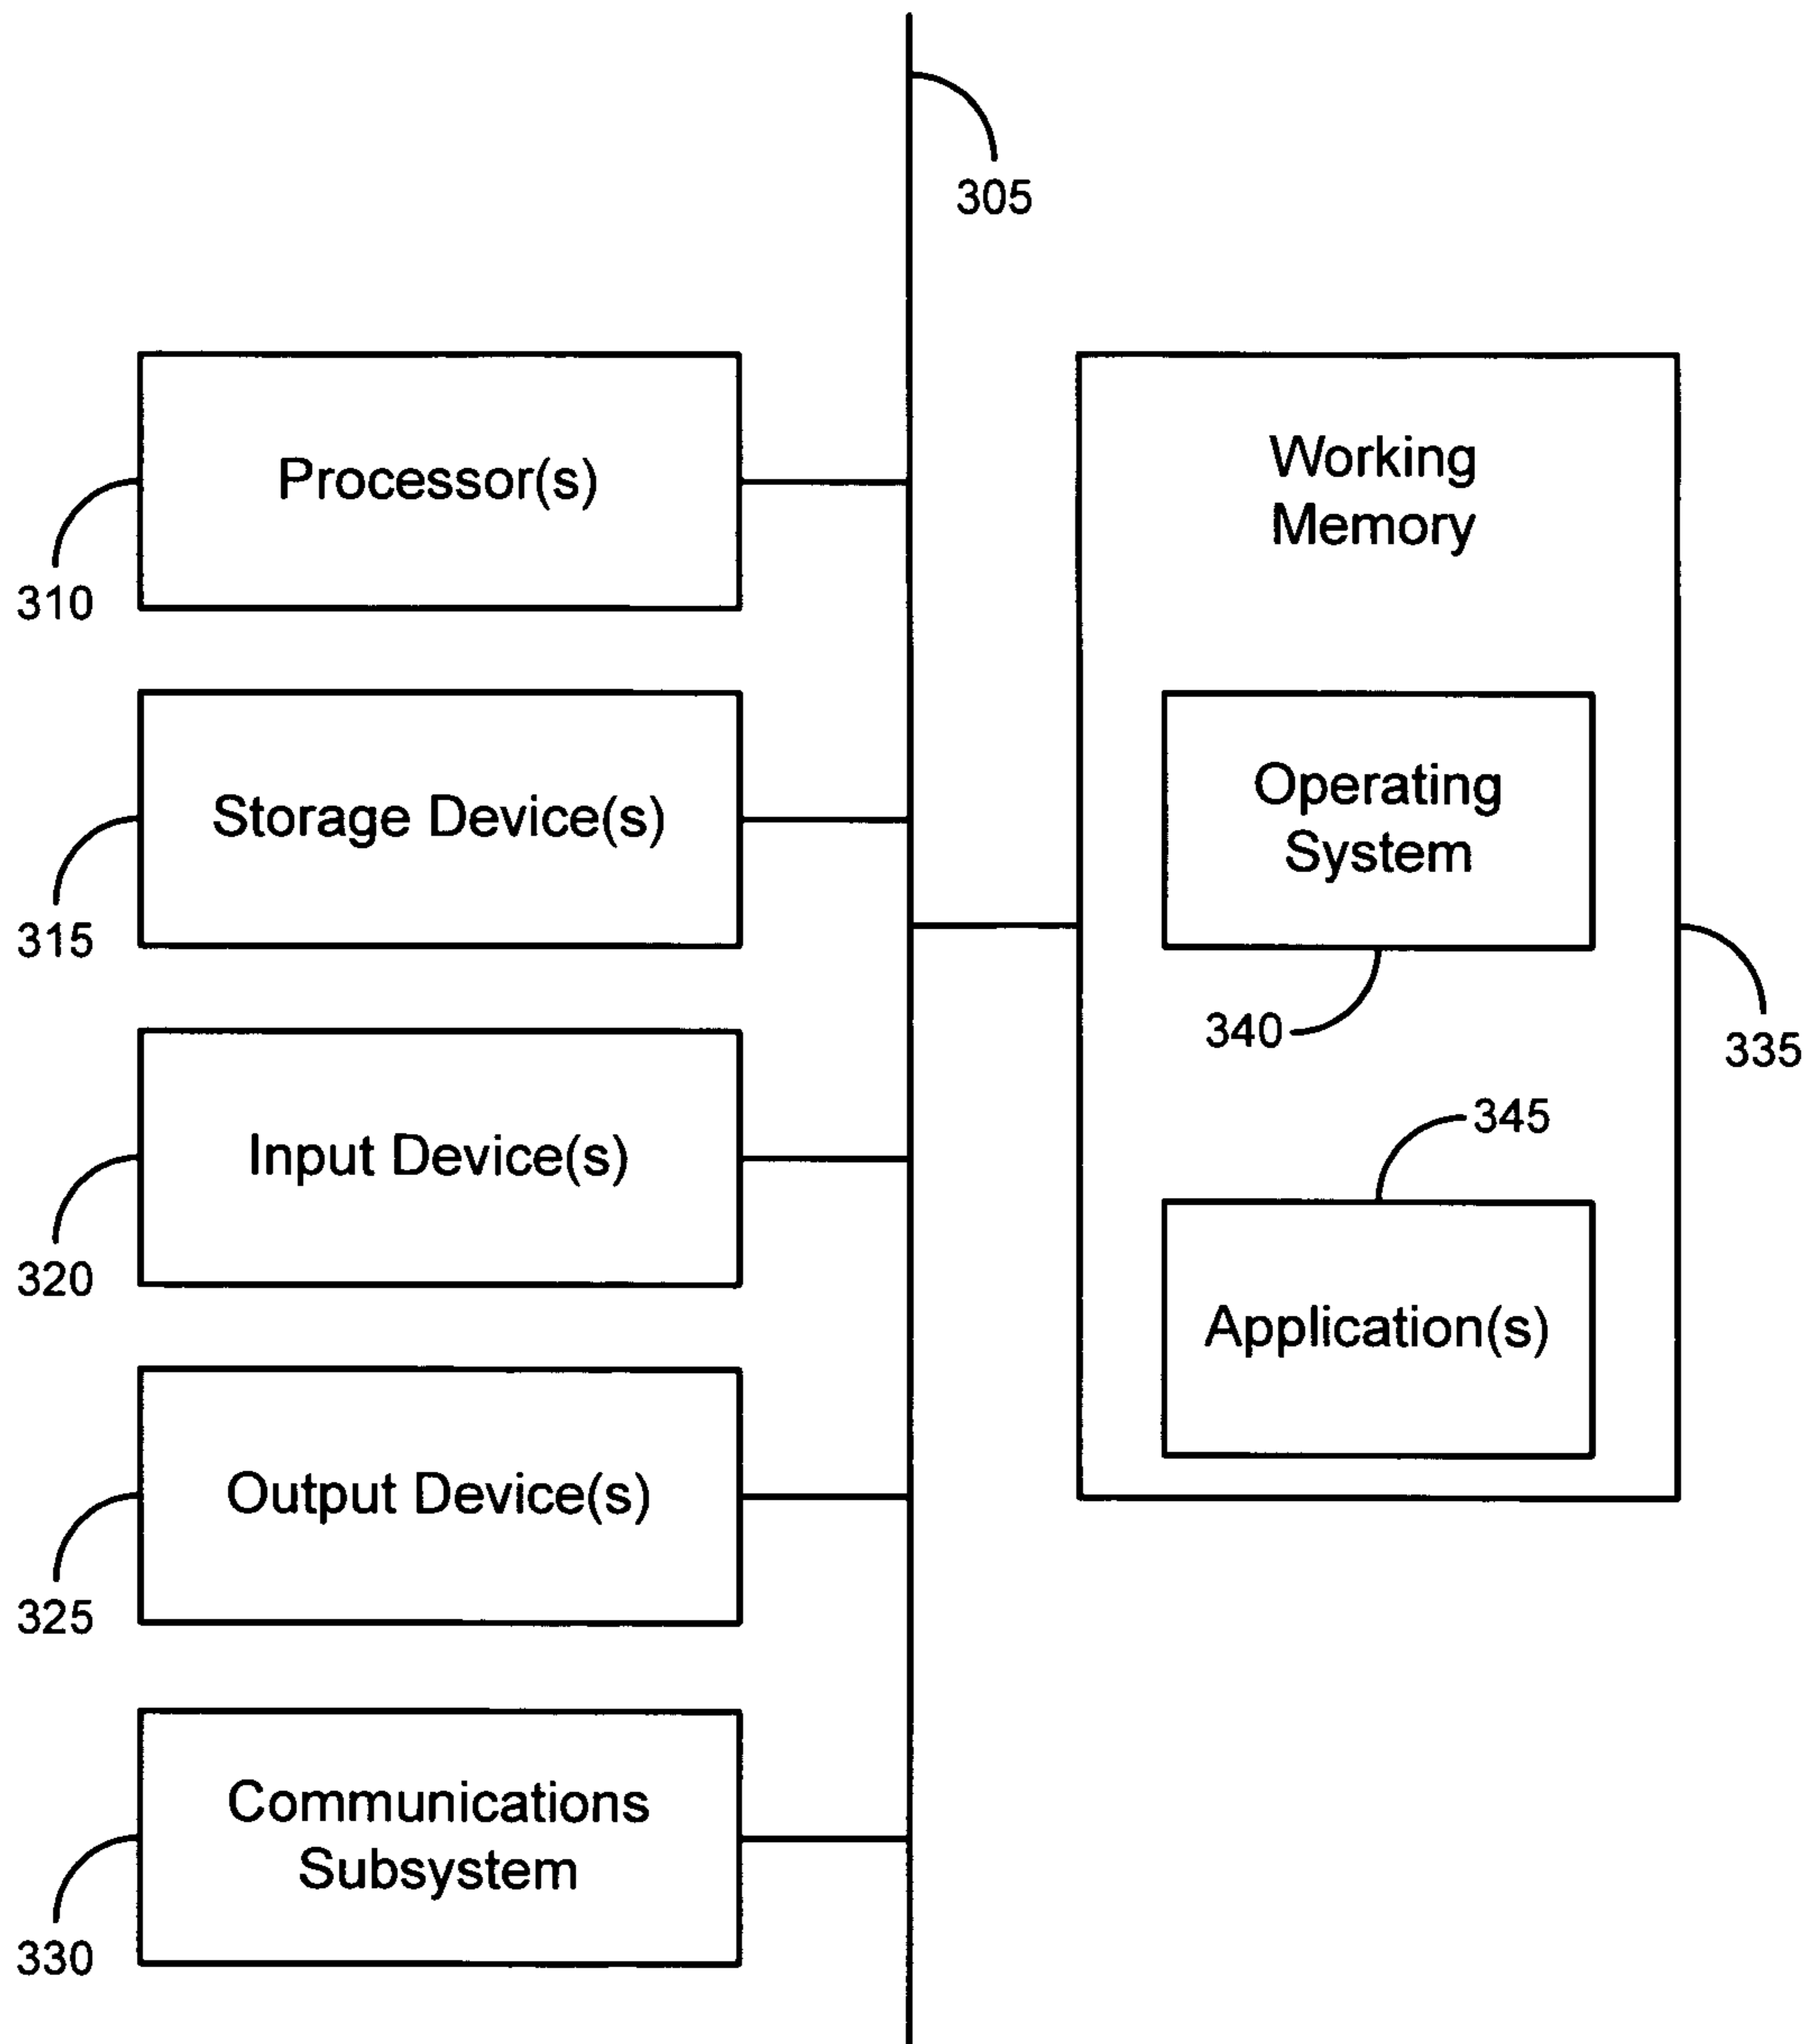 305
Processor(s)
310
Storage Device(s)
315
Input Device(s)
320
Output Device(s)
325
Communications
Subsystem
330
Working
Memory
Operating
System
340
335
345
Application(s)